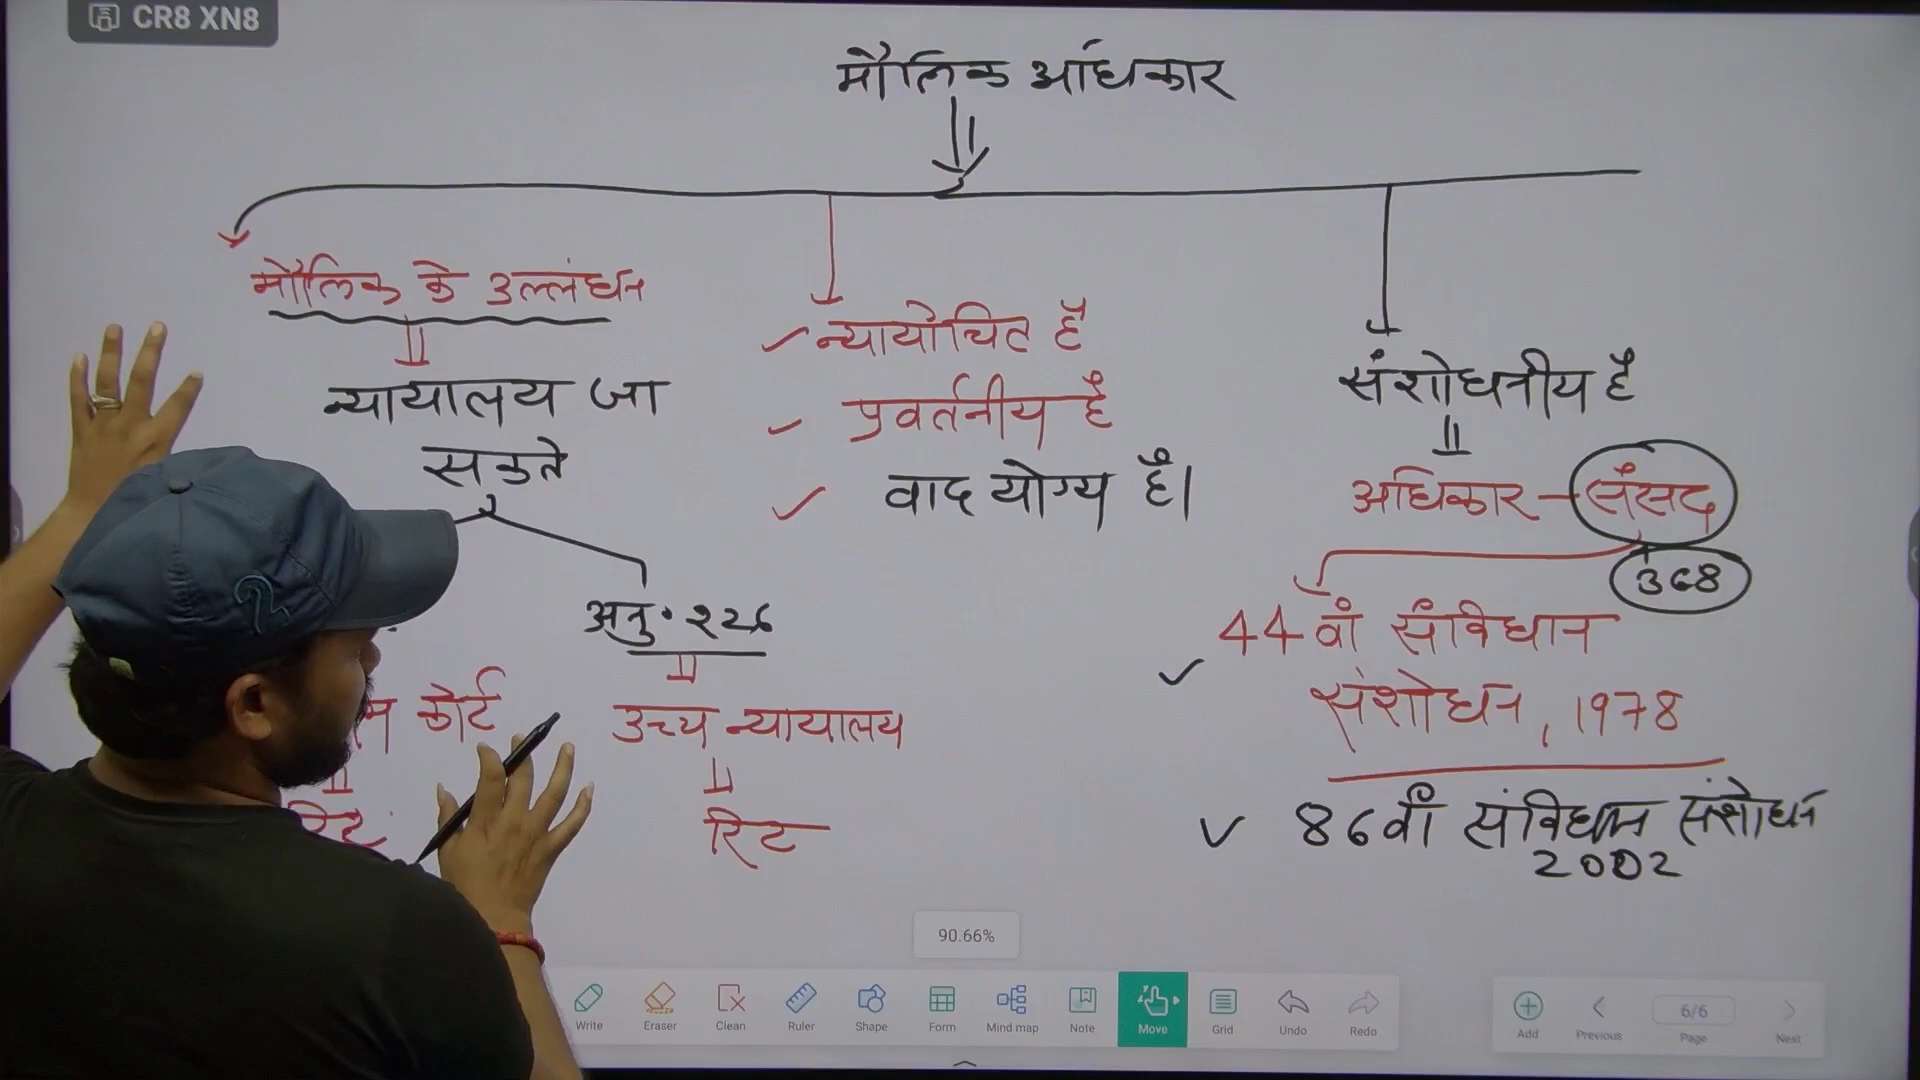 CR8 XN8
मौलिक अधिकार
मौलिक के उल्लंघन
न्यायालय जा
सकते
न्यायोचित है
प्रवर्तनीय है
वाद योग्य है।
संशोधनीय है
अधिकार - संसद
368
अनु. 226
44वां संविधान
संशोधन, 1978
कोर्ट
उच्च न्यायालय
रिट
86वां संविधान संशोधन
2002
90.66%
Write
Eraser
Clean
Ruler
Shape
Form
Mind map
Note
Move
Grid
Undo
Redo
Add
Previous
6/6
Page
Next